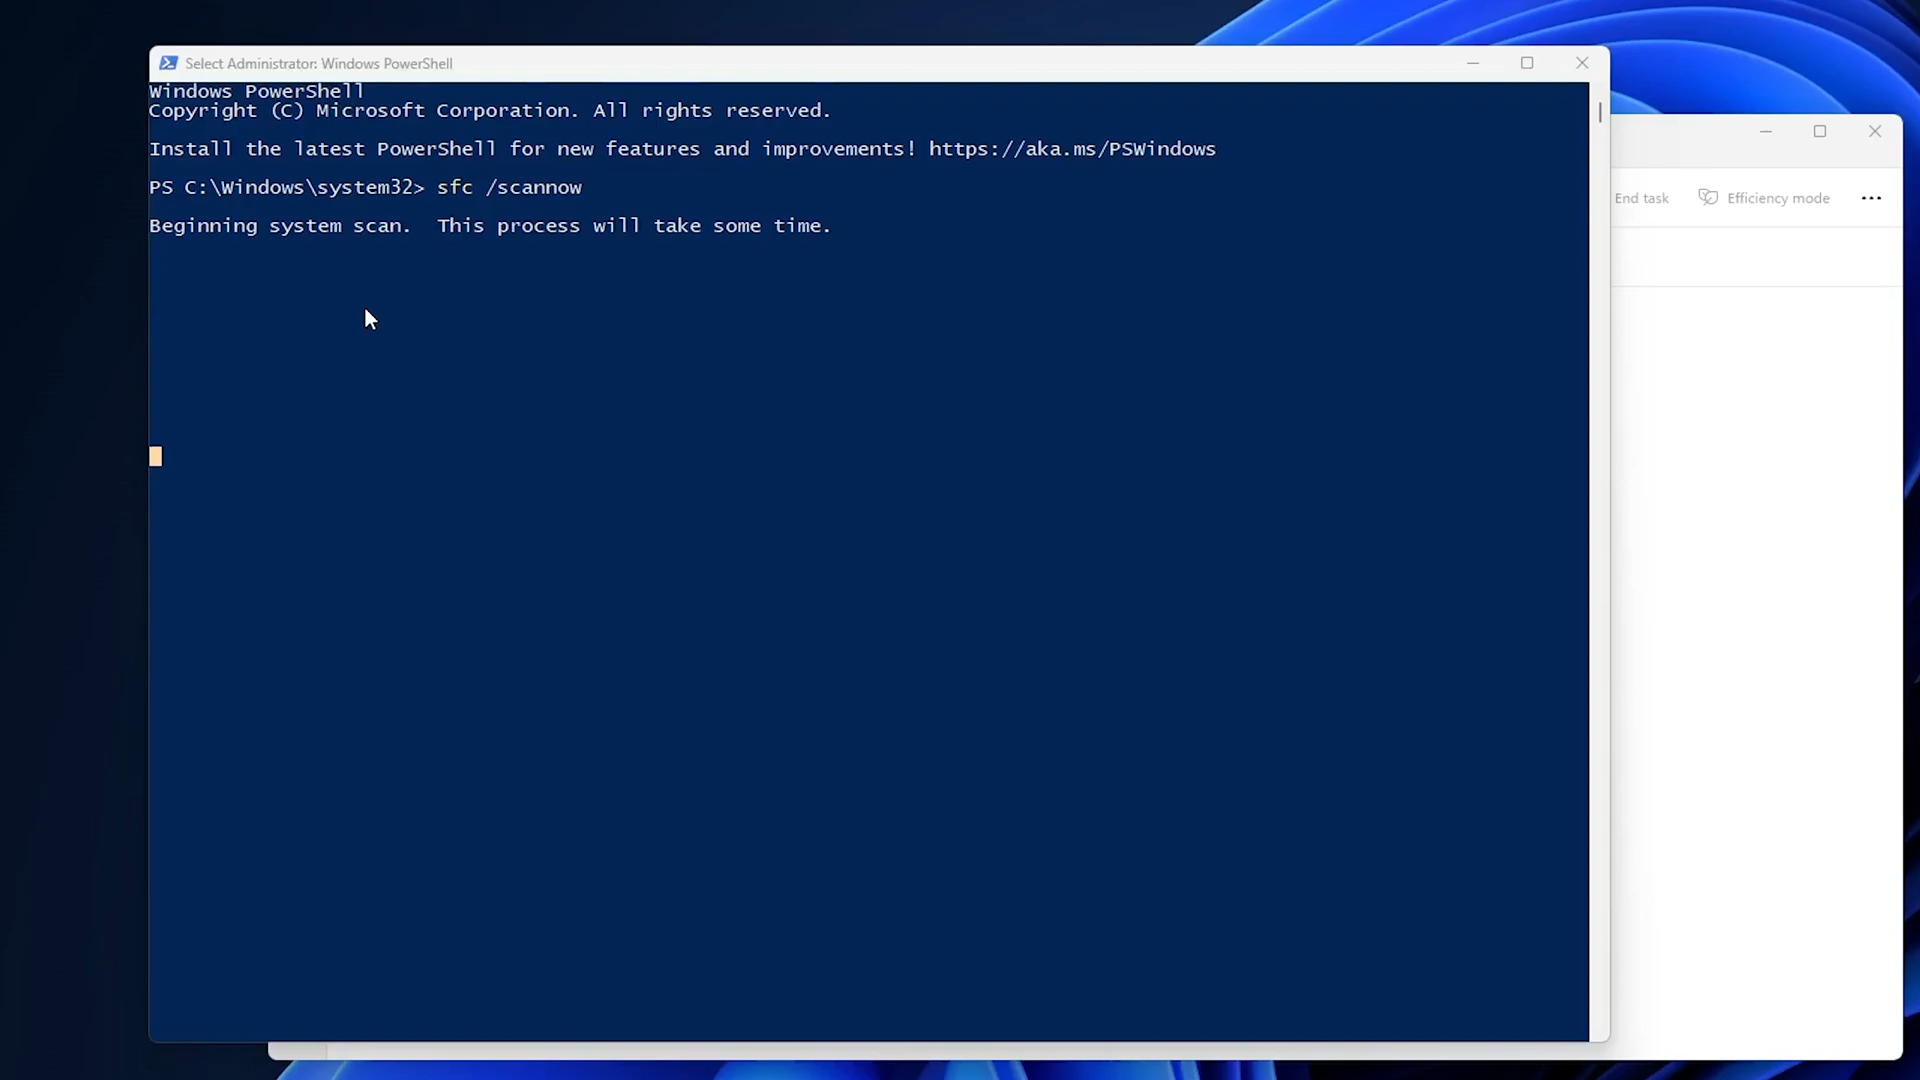 Select Administrator: Windows PowerShell
Windows PowerShell
Copyright (C) Microsoft Corporation. All rights reserved.
Install the latest PowerShell for new features and improvements! https://aka.ms/PSWindows
PS C:\Windows\system32> sfc /scannow
Beginning system scan.  This process will take some time.
End task
Efficiency mode